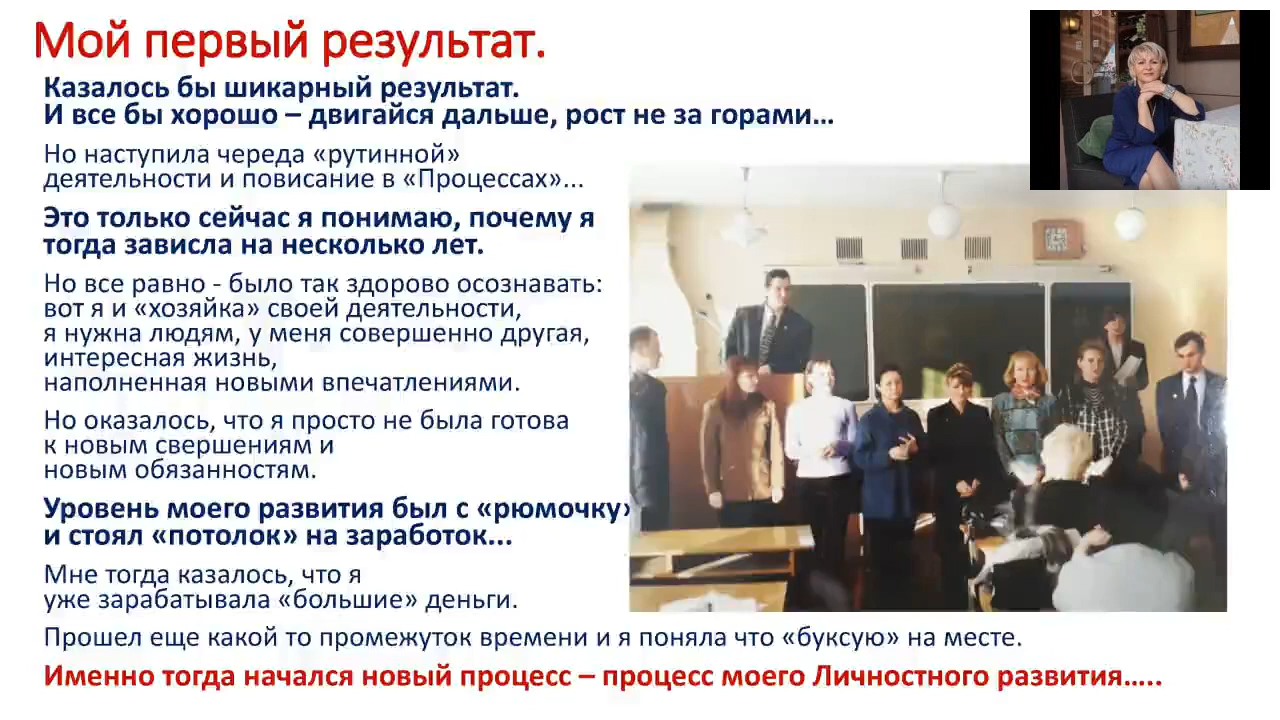 Мой первый результат.
Казалось бы шикарный результат.
И все бы хорошо – двигайся дальше, рост не за горами…
Но наступила череда «рутинной»
деятельности и повисание в «Процессах»...
Это только сейчас я понимаю, почему я
тогда зависла на несколько лет.
Но все равно - было так здорово осознавать:
вот я и «хозяйка» своей деятельности,
я нужна людям, у меня совершенно другая,
интересная жизнь,
наполненная новыми впечатлениями.
Но оказалось, что я просто не была готова
к новым свершениям и
новым обязанностям.
Уровень моего развития был с «рюмочку»
и стоял «потолок» на заработок...
Мне тогда казалось, что я
уже зарабатывала «большие» деньги.
Прошел еще какой то промежуток времени и я поняла что «буксую» на месте.
Именно тогда начался новый процесс – процесс моего Личностного развития…..